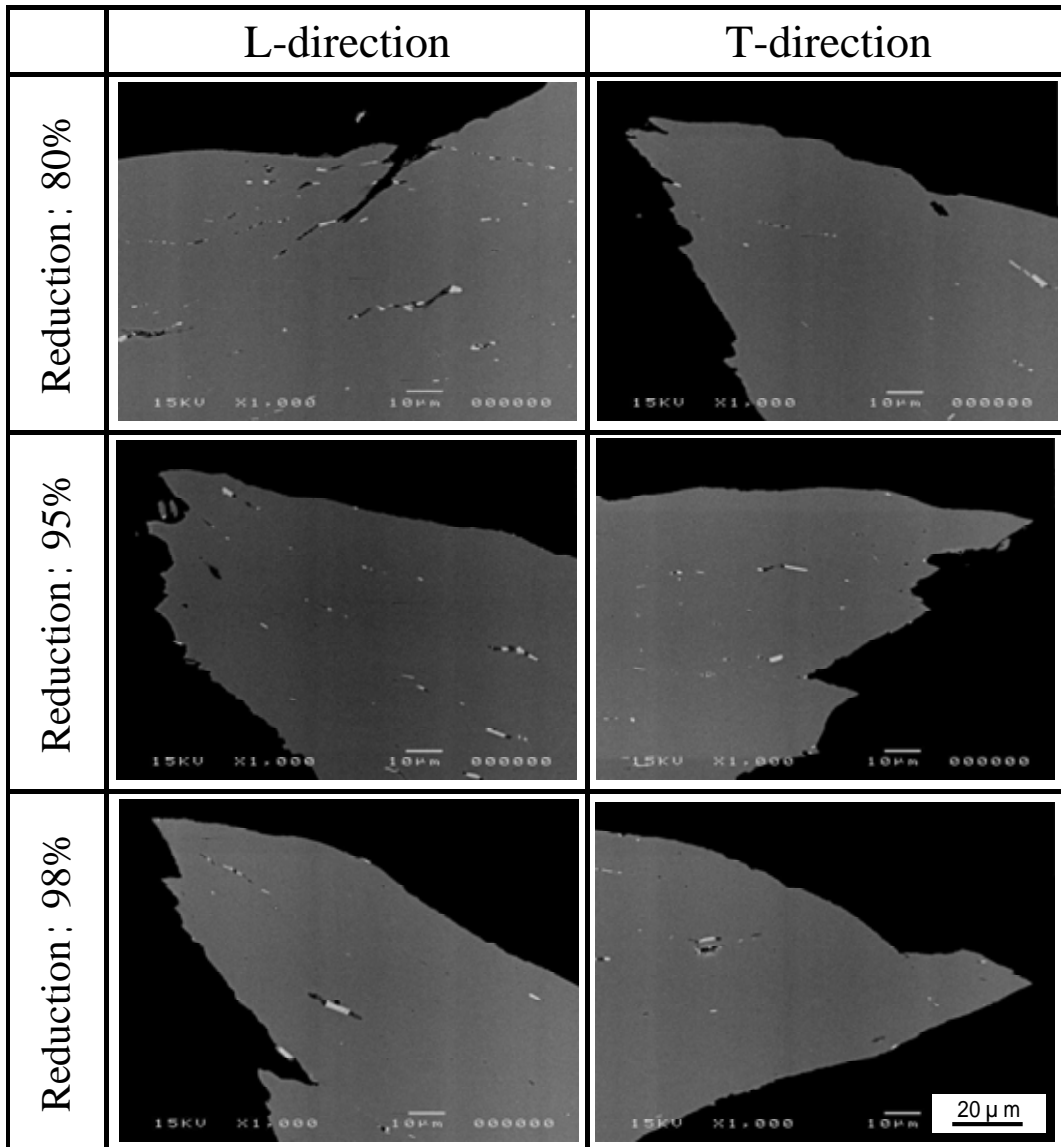 L-direction
T-direction
Reduction : 80%
15KV X1,000 10µm 000000
15KV X1,000 10µm 000000
Reduction : 95%
15KV X1,000 10µm 000000
15KV X1,000 10µm 000000
Reduction : 98%
15KV X1,000 10µm 000000
15KV X1,000 10µm
20 µ m